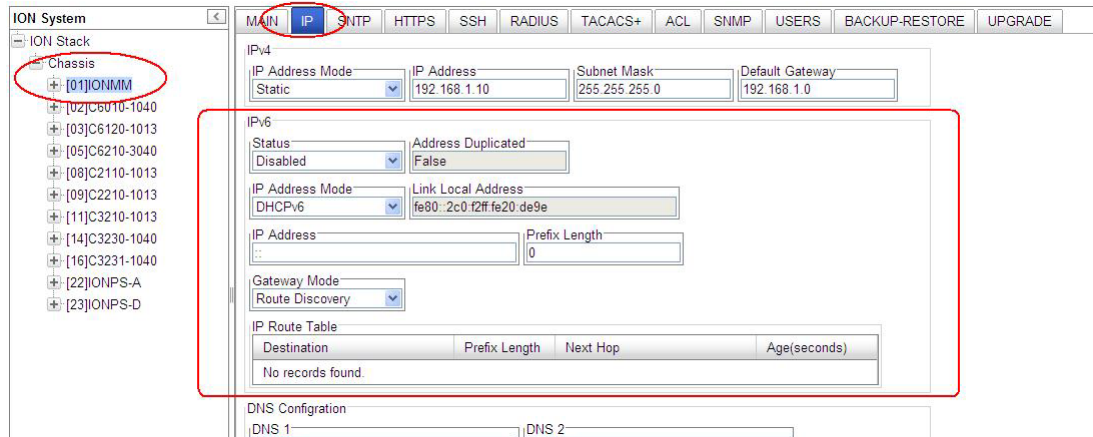 ION System
ION Stack
Chassis
[01]IONMM
[02]C6010-1040
[03]C6120-1013
[05]C6210-3040
[08]C2110-1013
[09]C2210-1013
[11]C3210-1013
[14]C3230-1040
[16]C3231-1040
[22]IONPS-A
[23]IONPS-D
MAIN IP SNTP HTTPS SSH RADIUS TACACS+ ACL SNMP USERS BACKUP-RESTORE UPGRADE
IPv4
IP Address Mode IP Address Subnet Mask Default Gateway
Static 192.168.1.10 255.255.255.0 192.168.1.0
IPv6
Status Address Duplicated
Disabled False
IP Address Mode Link Local Address
DHCPv6 fe80::2c0:f2ff:fe20:de9e
IP Address Prefix Length
:: 0
Gateway Mode
Route Discovery
IP Route Table
Destination Prefix Length Next Hop Age(seconds)
No records found.
DNS Configration
DNS 1 DNS 2